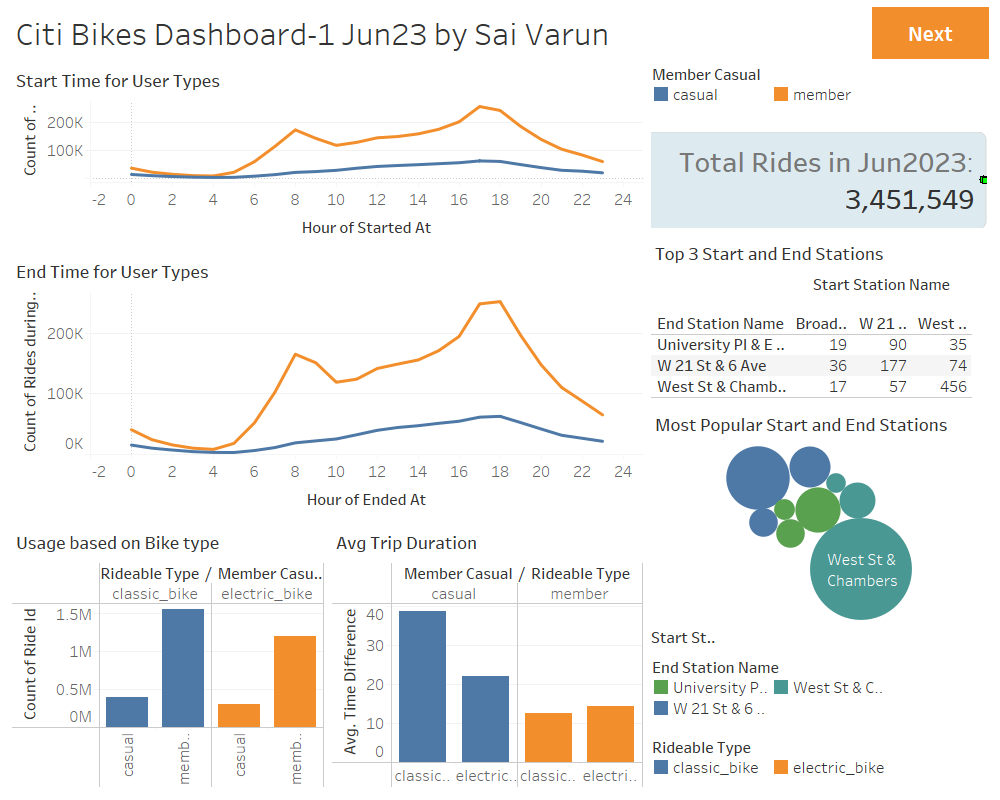 Citi Bikes Dashboard-1 Jun23 by Sai Varun
Next
Start Time for User Types
Count of ..
200K
100K
-2 0 2 4 6 8 10 12 14 16 18 20 22 24
Hour of Started At
Member Casual
casual member
Total Rides in Jun2023:
3,451,549
End Time for User Types
Count of Rides during..
200K
100K
0K
-2 0 2 4 6 8 10 12 14 16 18 20 22 24
Hour of Ended At
Top 3 Start and End Stations
Start Station Name
End Station Name Broad.. W 21 .. West ..
University Pl & E .. 19 90 35
W 21 St & 6 Ave 36 177 74
West St & Chamb.. 17 57 456
Most Popular Start and End Stations
West St &
Chambers
Usage based on Bike type
Rideable Type / Member Casu..
classic_bike electric_bike
Count of Ride Id
1.5M
1M
0.5M
0M
casual memb.. casual memb..
Avg Trip Duration
Member Casual / Rideable Type
casual member
Avg. Time Difference
40
30
20
10
0
classic.. electric.. classic.. electri..
Start St..
End Station Name
University P.. West St & C..
W 21 St & 6 ..
Rideable Type
classic_bike electric_bike